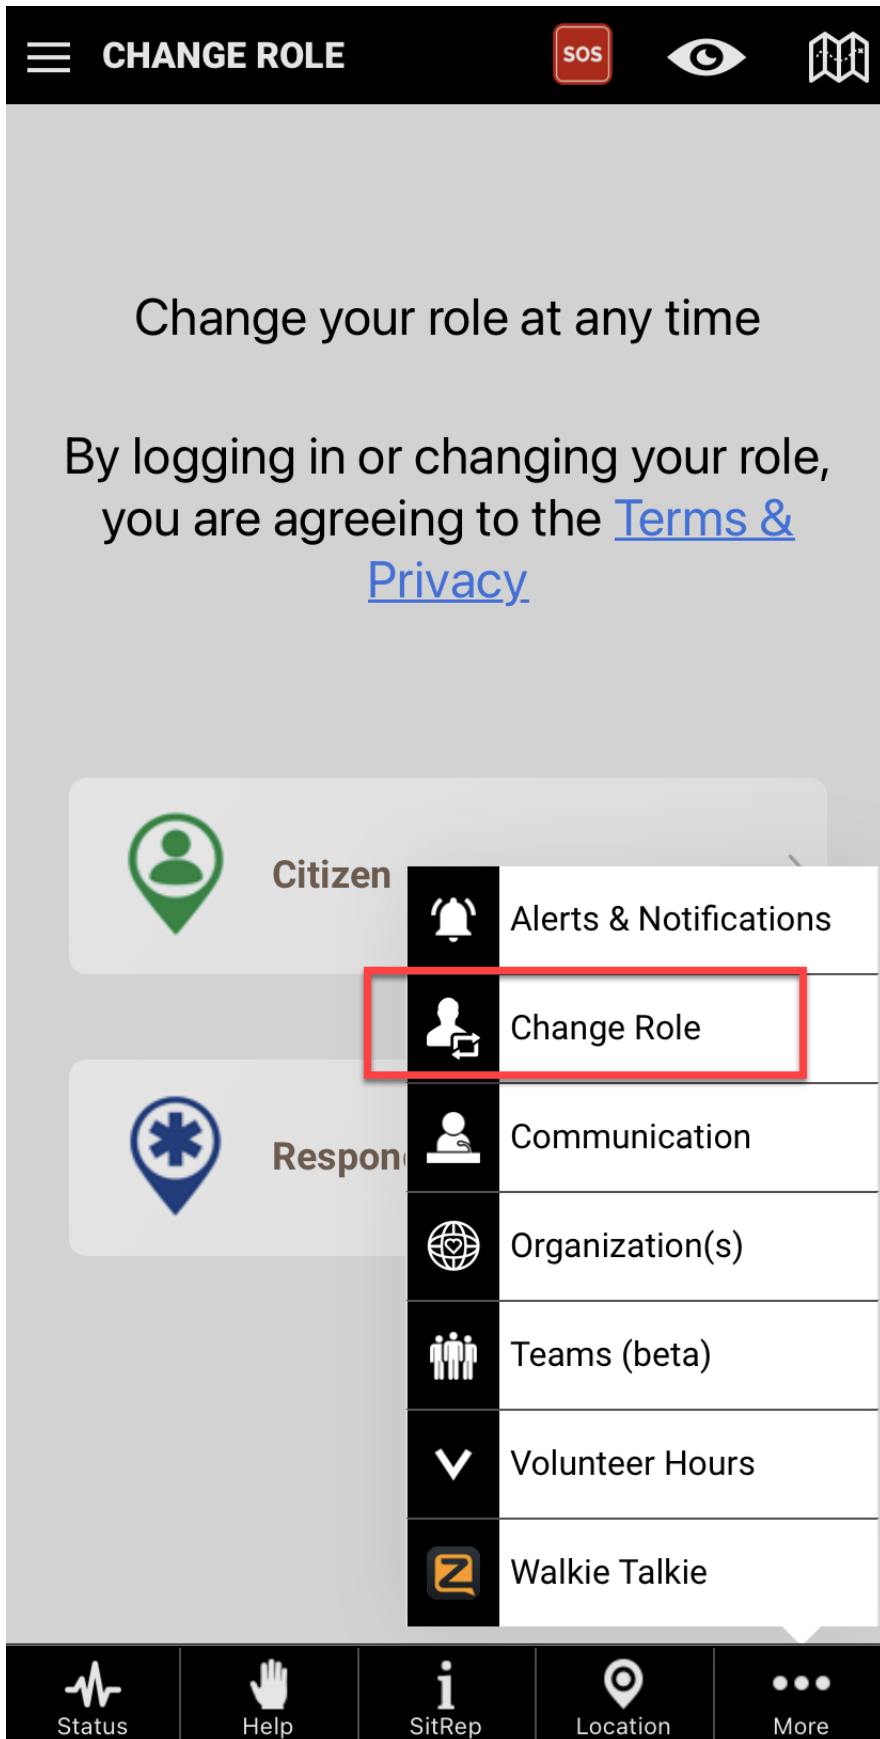 CHANGE ROLE
SOS
Change your role at any time
By logging in or changing your role,
you are agreeing to the Terms &
Privacy
Citizen
Alerts & Notifications
Change Role
Communication
Organization(s)
Teams (beta)
Volunteer Hours
Walkie Talkie
Status
Help
SitRep
Location
More